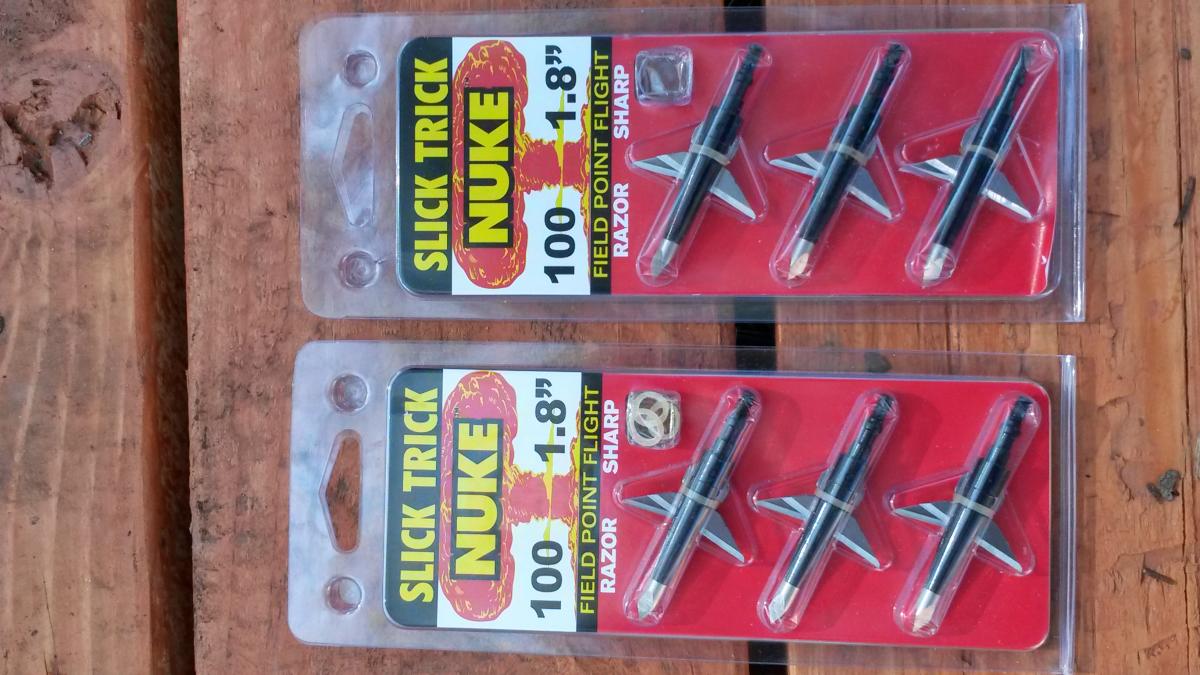 SLICK TRICK
NUKE
100 1.8”
FIELD POINT FLIGHT
RAZOR SHARP
SLICK TRICK
NUKE
100 1.8”
FIELD POINT FLIGHT
RAZOR SHARP